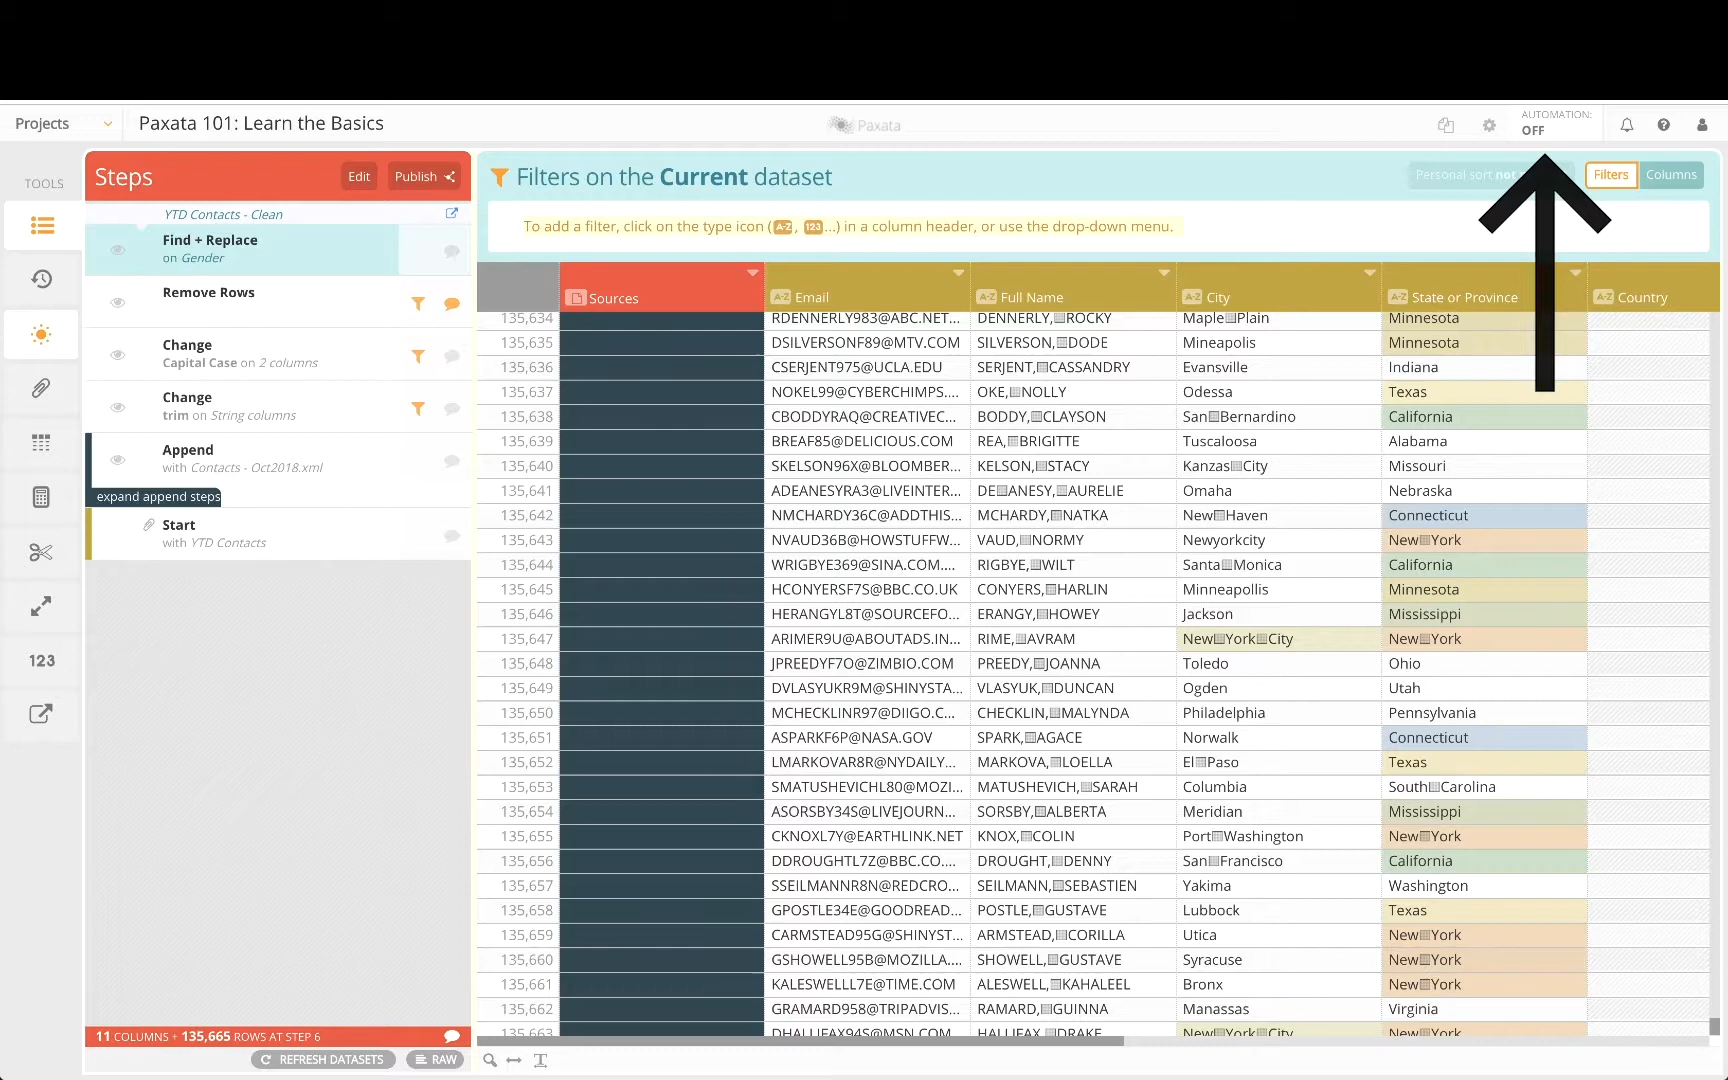 Projects
Paxata 101: Learn the Basics
Paxata
AUTOMATION:
OFF
TOOLS
Steps
Edit
Publish
Filters on the Current dataset
Personal sort not
Filters
Columns
To add a filter, click on the type icon (A-Z, 123...) in a column header, or use the drop-down menu.
YTD Contacts - Clean
Find + Replace
on Gender
Remove Rows
Change
Capital Case on 2 columns
Change
trim on String columns
Append
with Contacts - Oct2018.xml
expand append steps
Start
with YTD Contacts
123
11 COLUMNS + 135,665 ROWS AT STEP 6
REFRESH DATASETS
RAW
Sources A-Z Email A-Z Full Name A-Z City A-Z State or Province A-Z Country
135,634 RDENNERLY983@ABC.NET... DENNERLY, ROCKY Maple Plain Minnesota
135,635 DSILVERSONF89@MTV.COM SILVERSON, DODE Mineapolis Minnesota
135,636 CSERJENT975@UCLA.EDU SERJENT, CASSANDRY Evansville Indiana
135,637 NOKEL99@CYBERCHIMPS.... OKE, NOLLY Odessa Texas
135,638 CBODDYRAQ@CREATIVEC... BODDY, CLAYSON San Bernardino California
135,639 BREAF85@DELICIOUS.COM REA, BRIGITTE Tuscaloosa Alabama
135,640 SKELSON96X@BLOOMBER... KELSON, STACY Kanzas City Missouri
135,641 ADEANESYRA3@LIVEINTER... DE ANESY, AURELIE Omaha Nebraska
135,642 NMCHARDY36C@ADDTHIS... MCHARDY, NATKA New Haven Connecticut
135,643 NVAUD36B@HOWSTUFFW... VAUD, NORMY Newyorkcity New York
135,644 WRIGBYE369@SINA.COM.... RIGBYE, WILT Santa Monica California
135,645 HCONYERSF7S@BBC.CO.UK CONYERS, HARLIN Minneapollis Minnesota
135,646 HERANGYL8T@SOURCEFO... ERANGY, HOWEY Jackson Mississippi
135,647 ARIMER9U@ABOUTADS.IN... RIME, AVRAM New York City New York
135,648 JPREEDYF7O@ZIMBIO.COM PREEDY, JOANNA Toledo Ohio
135,649 DVLASYUKR9M@SHINYSTA... VLASYUK, DUNCAN Ogden Utah
135,650 MCHECKLINR97@DIIGO.C... CHECKLIN, MALYNDA Philadelphia Pennsylvania
135,651 ASPARKF6P@NASA.GOV SPARK, AGACE Norwalk Connecticut
135,652 LMARKOVAR8R@NYDAILY... MARKOVA, LOELLA El Paso Texas
135,653 SMATUSHEVICHL80@MOZI... MATUSHEVICH, SARAH Columbia South Carolina
135,654 ASORSBY34S@LIVEJOURN... SORSBY, ALBERTA Meridian Mississippi
135,655 CKNOXL7Y@EARTHLINK.NET KNOX, COLIN Port Washington New York
135,656 DDROUGHTL7Z@BBC.CO.... DROUGHT, DENNY San Francisco California
135,657 SSEILMANNR8N@REDCRO... SEILMANN, SEBASTIEN Yakima Washington
135,658 GPOSTLE34E@GOODREAD... POSTLE, GUSTAVE Lubbock Texas
135,659 CARMSTEAD95G@SHINYST... ARMSTEAD, CORILLA Utica New York
135,660 GSHOWELL95B@MOZILLA.... SHOWELL, GUSTAVE Syracuse New York
135,661 KALESWELLL7E@TIME.COM ALESWELL, KAHALEEL Bronx New York
135,662 GRAMARD958@TRIPADVIS... RAMARD, GUINNA Manassas Virginia
135,663 DHALLIFAX94S@MSN.COM HALLIFAX, DRAKE New York City New York